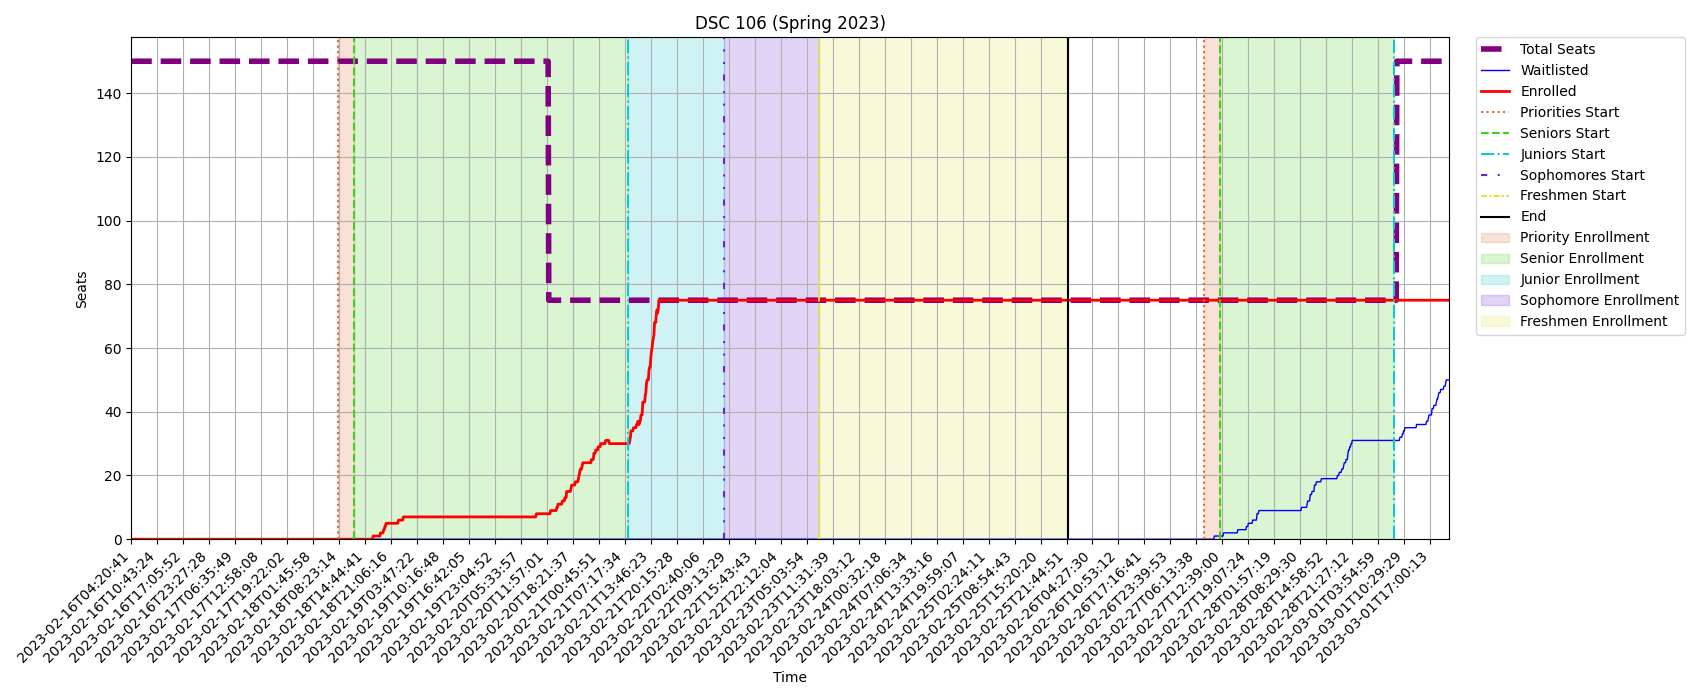 DSC 106 (Spring 2023)
Seats
140
120
100
80
60
40
20
0
2023-02-16T04:20:41
2023-02-16T10:43:24
2023-02-16T17:05:52
2023-02-16T23:27:28
2023-02-17T06:35:49
2023-02-17T12:58:05
2023-02-17T19:22:02
2023-02-18T01:45:58
2023-02-18T08:23:14
2023-02-18T14:44:41
2023-02-18T21:06:16
2023-02-19T03:47:22
2023-02-19T10:16:48
2023-02-19T16:42:05
2023-02-19T23:04:52
2023-02-20T05:33:57
2023-02-20T11:57:01
2023-02-20T18:21:37
2023-02-21T00:45:51
2023-02-21T07:17:34
2023-02-21T13:46:23
2023-02-21T20:15:28
2023-02-22T02:40:06
2023-02-22T09:13:29
2023-02-22T15:43:43
2023-02-22T22:12:04
2023-02-23T05:03:54
2023-02-23T11:31:39
2023-02-23T18:03:12
2023-02-24T00:32:18
2023-02-24T07:06:34
2023-02-24T13:33:16
2023-02-24T19:59:07
2023-02-25T02:24:11
2023-02-25T08:54:43
2023-02-25T15:20:20
2023-02-25T21:44:51
2023-02-26T04:27:30
2023-02-26T10:53:12
2023-02-26T17:16:41
2023-02-26T23:39:53
2023-02-27T06:13:38
2023-02-27T12:39:00
2023-02-27T19:07:24
2023-02-28T01:57:19
2023-02-28T08:29:30
2023-02-28T14:58:52
2023-02-28T21:27:12
2023-03-01T03:54:59
2023-03-01T10:29:29
2023-03-01T17:00:13
Time
Total Seats
Waitlisted
Enrolled
Priorities Start
Seniors Start
Juniors Start
Sophomores Start
Freshmen Start
End
Priority Enrollment
Senior Enrollment
Junior Enrollment
Sophomore Enrollment
Freshmen Enrollment